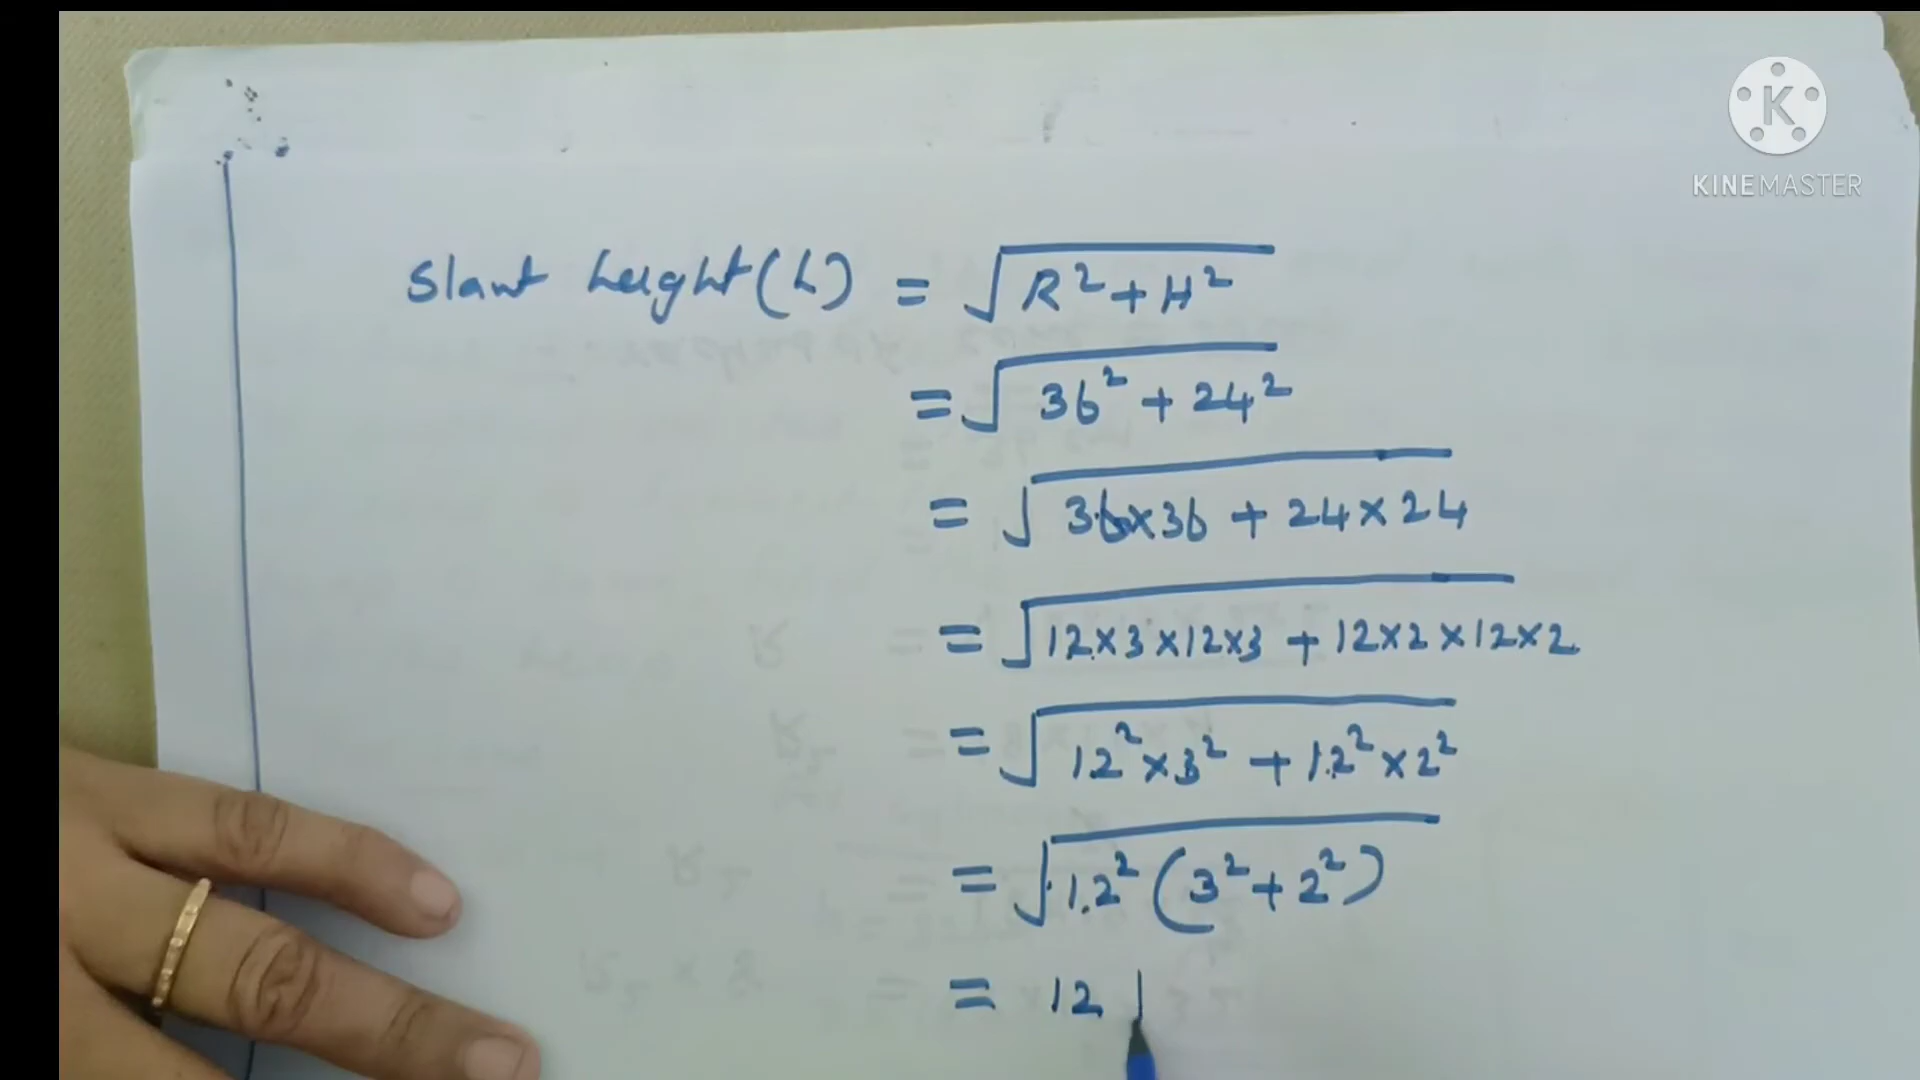 KINEMASTER
Slant height (L) = √R² + H²
= √36² + 24²
= √36×36 + 24×24
= √12×3×12×3 + 12×2×12×2
= √12²×3² + 12²×2²
= √12² (3² + 2²)
= 12